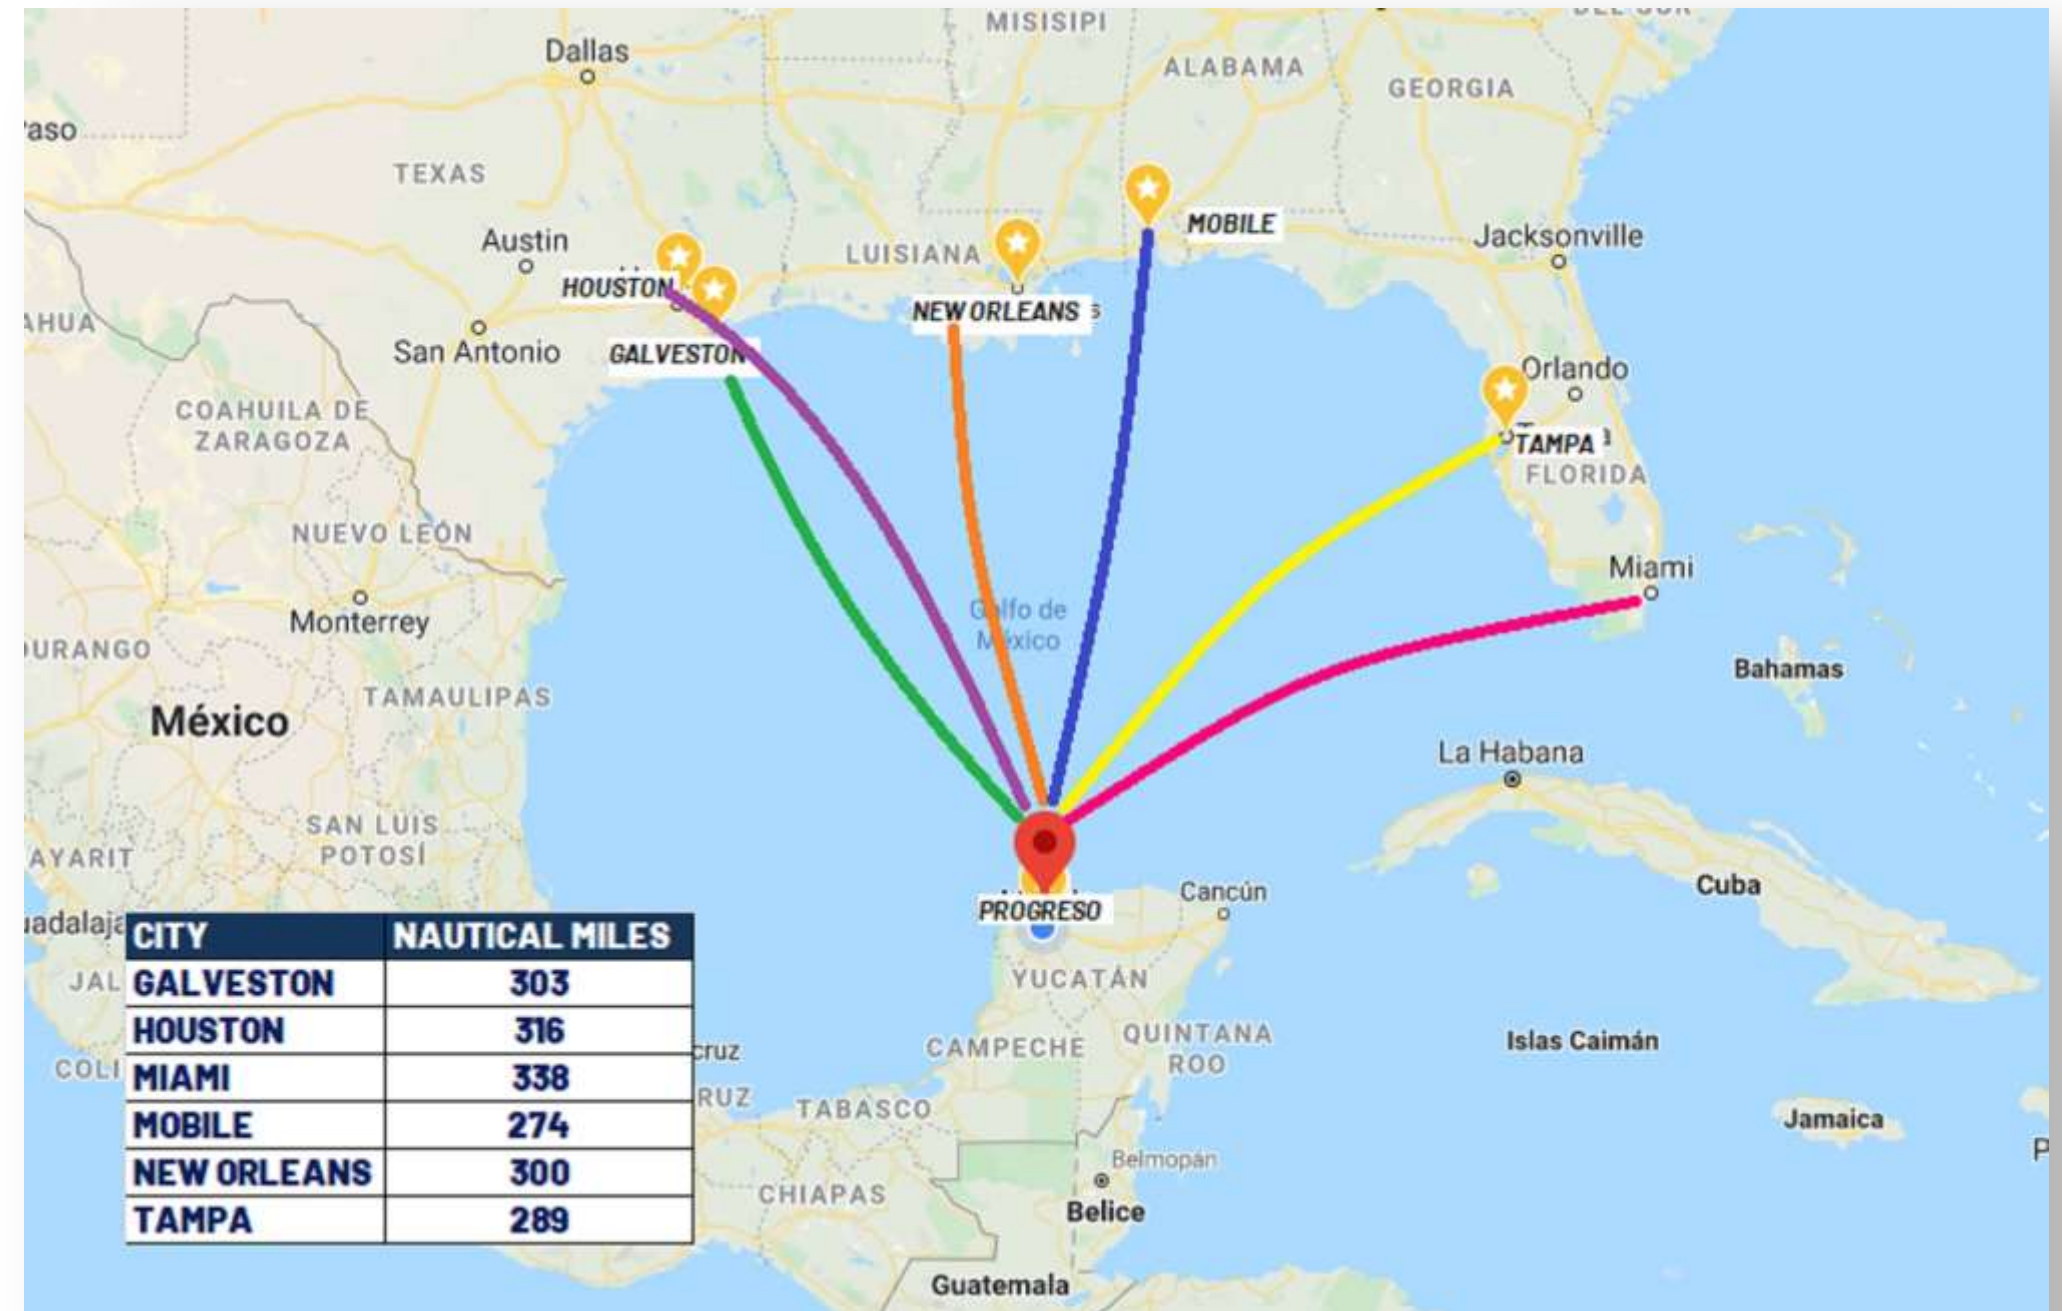 MISISIPI
Dallas
ALABAMA
GEORGIA
TEXAS
MOBILE
Austin
LUISIANA
Jacksonville
HOUSTON
NEW ORLEANS
San Antonio
GALVESTON
Orlando
COAHUILA DE
ZARAGOZA
TAMPA
FLORIDA
NUEVO LEÓN
Miami
Golfo de
México
Monterrey
Bahamas
TAMAULIPAS
México
La Habana
SAN LUIS
POTOSÍ
Cuba
Cancún
PROGRESO
YUCATÁN
CAMPECHE
QUINTANA
ROO
Islas Caimán
TABASCO
Jamaica
Belmopán
CHIAPAS
Belice
Guatemala
CITY NAUTICAL MILES
GALVESTON 303
HOUSTON 316
MIAMI 338
MOBILE 274
NEW ORLEANS 300
TAMPA 289